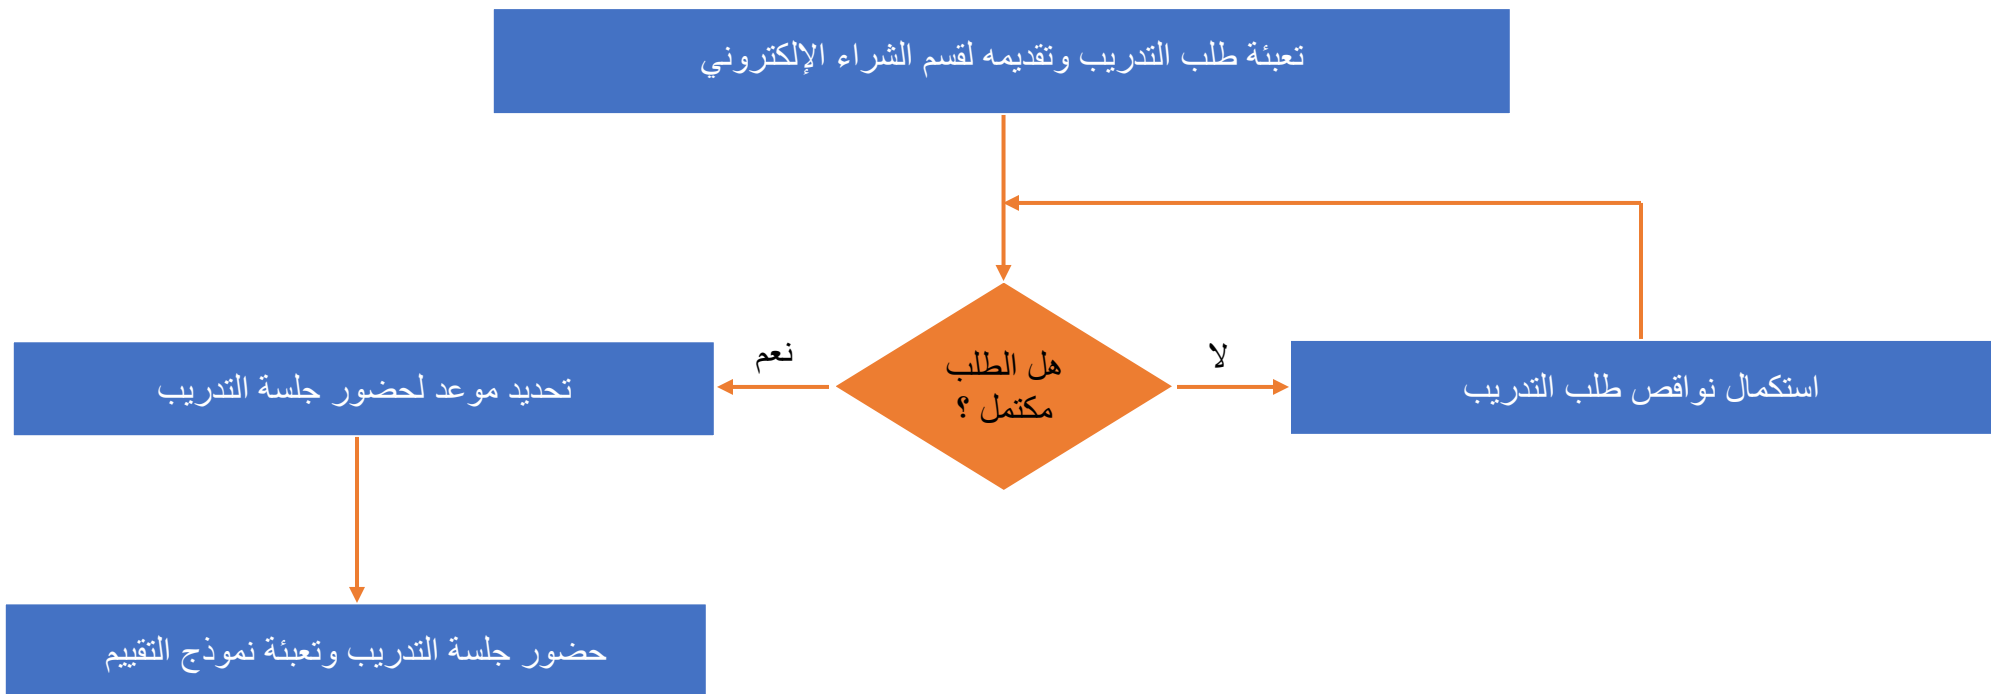 تعبئة طلب التدريب وتقديمه لقسم الشراء الإلكتروني
هل الطلب
مكتمل ؟
لا
استكمال نواقص طلب التدريب
نعم
تحديد موعد لحضور جلسة التدريب
حضور جلسة التدريب وتعبئة نموذج التقييم